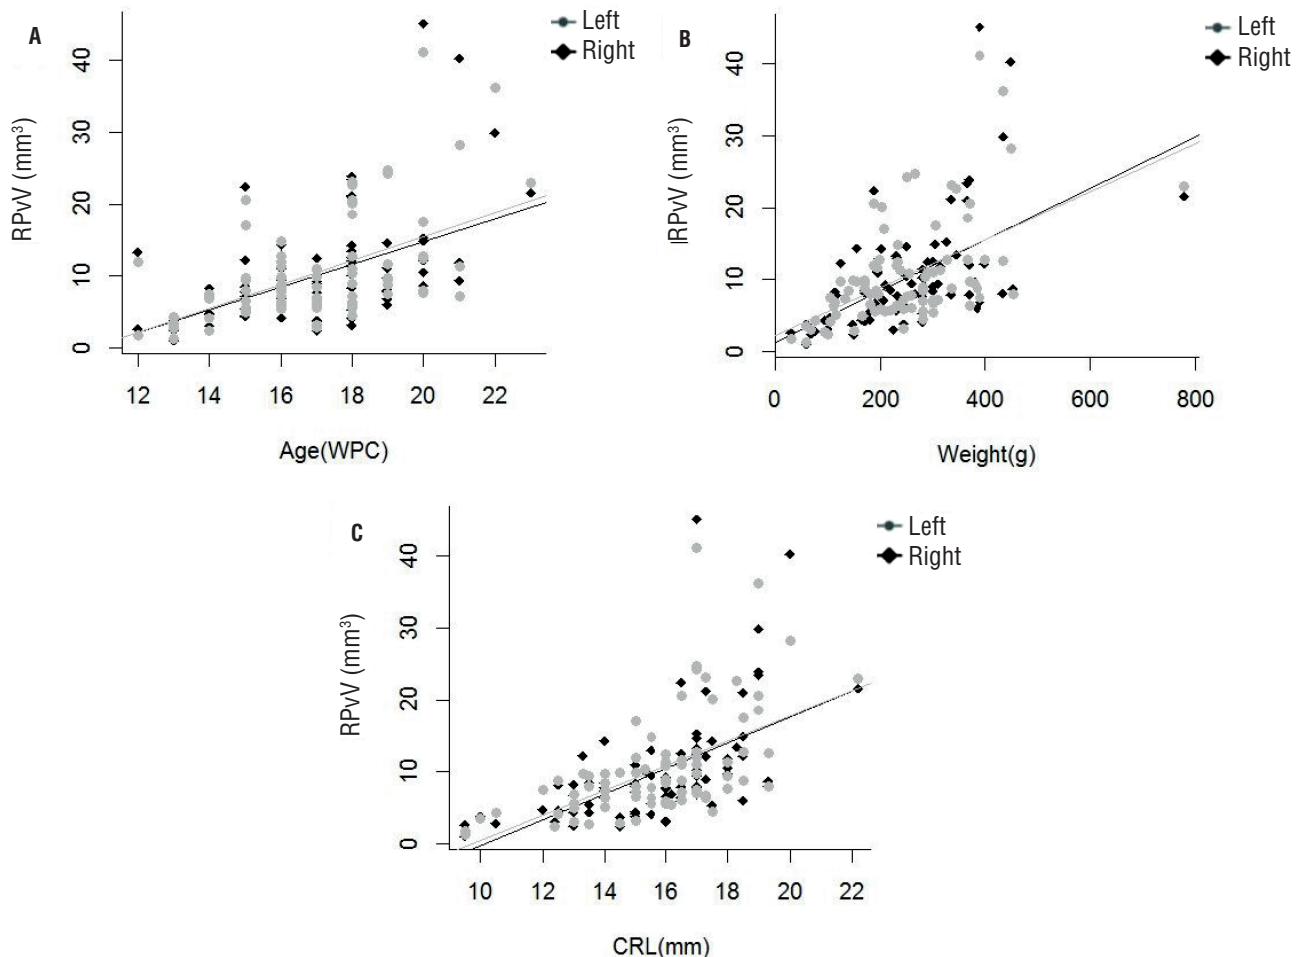 A
Left
Right
RPvV (mm³)
40
30
20
10
0
12 14 16 18 20 22
Age(WPC)
B
Left
Right
|RPvV (mm³)
40
30
20
10
0
0 200 400 600 800
Weight(g)
C
Left
Right
RPvV (mm³)
40
30
20
10
0
10 12 14 16 18 20 22
CRL(mm)